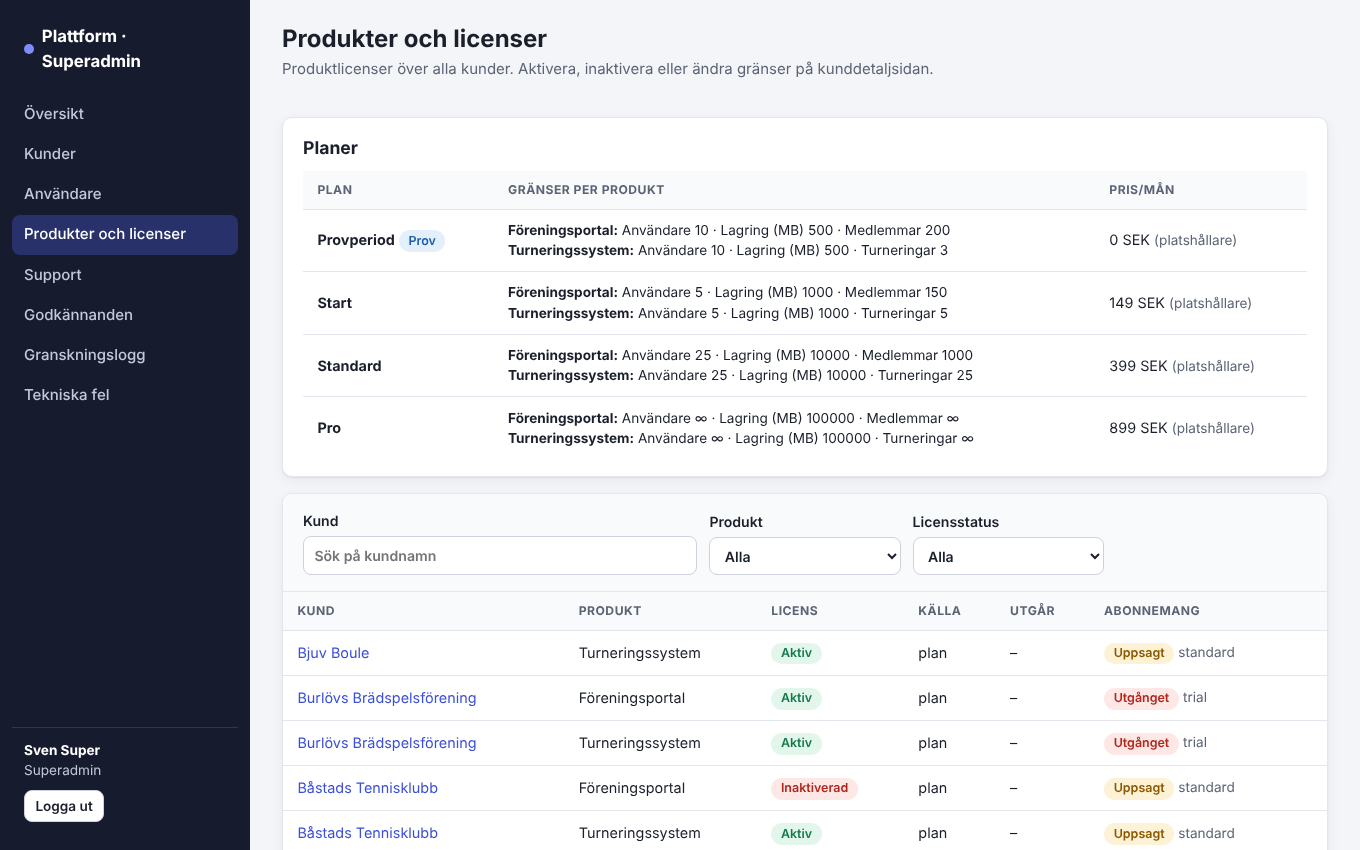 Plattform ·
Superadmin
Översikt
Kunder
Användare
Produkter och licenser
Support
Godkännanden
Granskningslogg
Tekniska fel
Sven Super
Superadmin
Logga ut
Produkter och licenser
Produktlicenser över alla kunder. Aktivera, inaktivera eller ändra gränser på kunddetaljsidan.
Planer
PLAN GRÄNSER PER PRODUKT PRIS/MÅN
Provperiod Prov
Föreningsportal: Användare 10 · Lagring (MB) 500 · Medlemmar 200
Turneringssystem: Användare 10 · Lagring (MB) 500 · Turneringar 3
0 SEK (platshållare)
Start
Föreningsportal: Användare 5 · Lagring (MB) 1000 · Medlemmar 150
Turneringssystem: Användare 5 · Lagring (MB) 1000 · Turneringar 5
149 SEK (platshållare)
Standard
Föreningsportal: Användare 25 · Lagring (MB) 10000 · Medlemmar 1000
Turneringssystem: Användare 25 · Lagring (MB) 10000 · Turneringar 25
399 SEK (platshållare)
Pro
Föreningsportal: Användare ∞ · Lagring (MB) 100000 · Medlemmar ∞
Turneringssystem: Användare ∞ · Lagring (MB) 100000 · Turneringar ∞
899 SEK (platshållare)
Kund Produkt Licensstatus
Sök på kundnamn Alla Alla
KUND PRODUKT LICENS KÄLLA UTGÅR ABONNEMANG
Bjuv Boule Turneringssystem Aktiv plan – Uppsagt standard
Burlövs Brädspelsförening Föreningsportal Aktiv plan – Utgånget trial
Burlövs Brädspelsförening Turneringssystem Aktiv plan – Utgånget trial
Båstads Tennisklubb Föreningsportal Inaktiverad plan – Uppsagt standard
Båstads Tennisklubb Turneringssystem Aktiv plan – Uppsagt standard